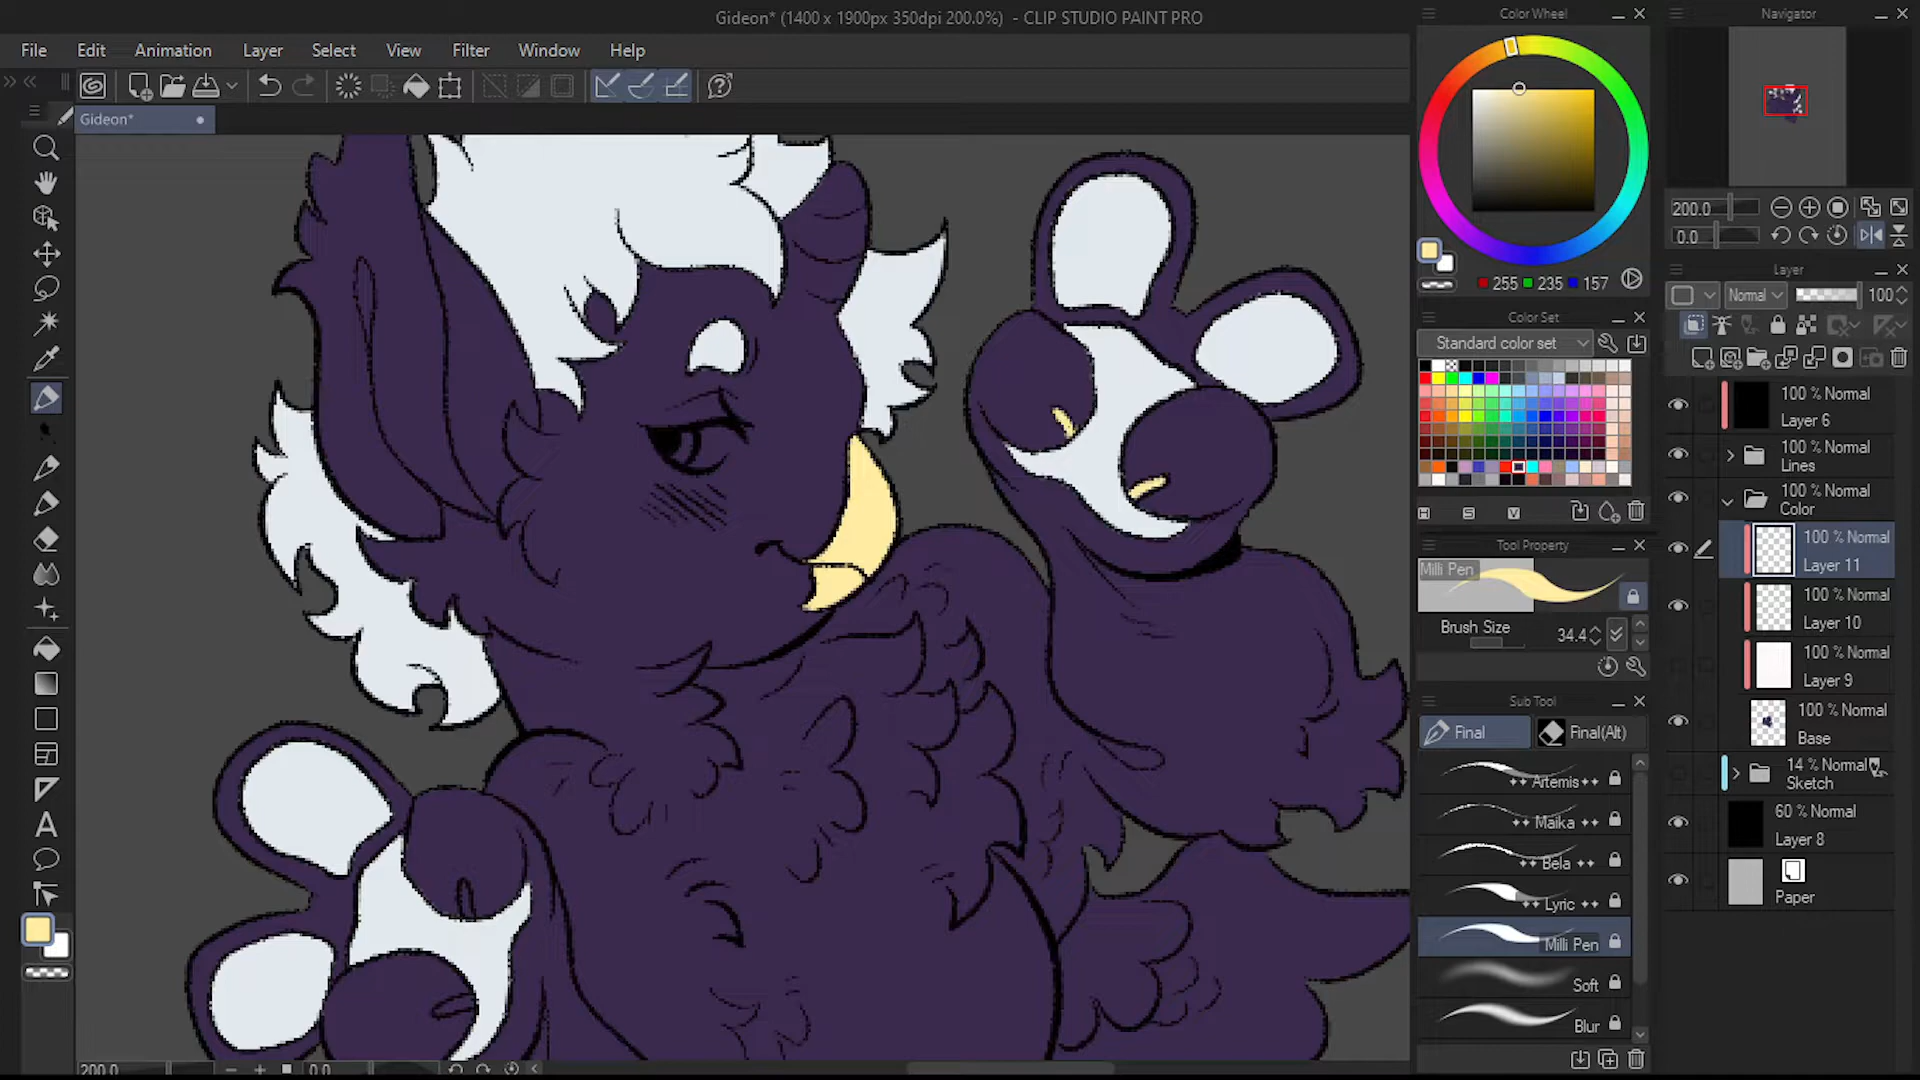 Gideon* (1400 x 1900px 350dpi 200.0%) - CLIP STUDIO PAINT PRO
File Edit Animation Layer Select View Filter Window Help
Gideon*
200.0
0.0
Color Wheel
255 235 157
Color Set
Standard color set
H S V
Tool Property
Milli Pen
Brush Size 34.4
Sub Tool
Final Final(Alt)
Artemis
Maika
Bela
Lyric
Milli Pen
Soft
Blur
Navigator
200.0
0.0
Layer
Normal 100
100 % Normal
Layer 6
100 % Normal
Lines
100 % Normal
Color
100 % Normal
Layer 11
100 % Normal
Layer 10
100 % Normal
Layer 9
100 % Normal
Base
14 % Normal
Sketch
60 % Normal
Layer 8
Paper